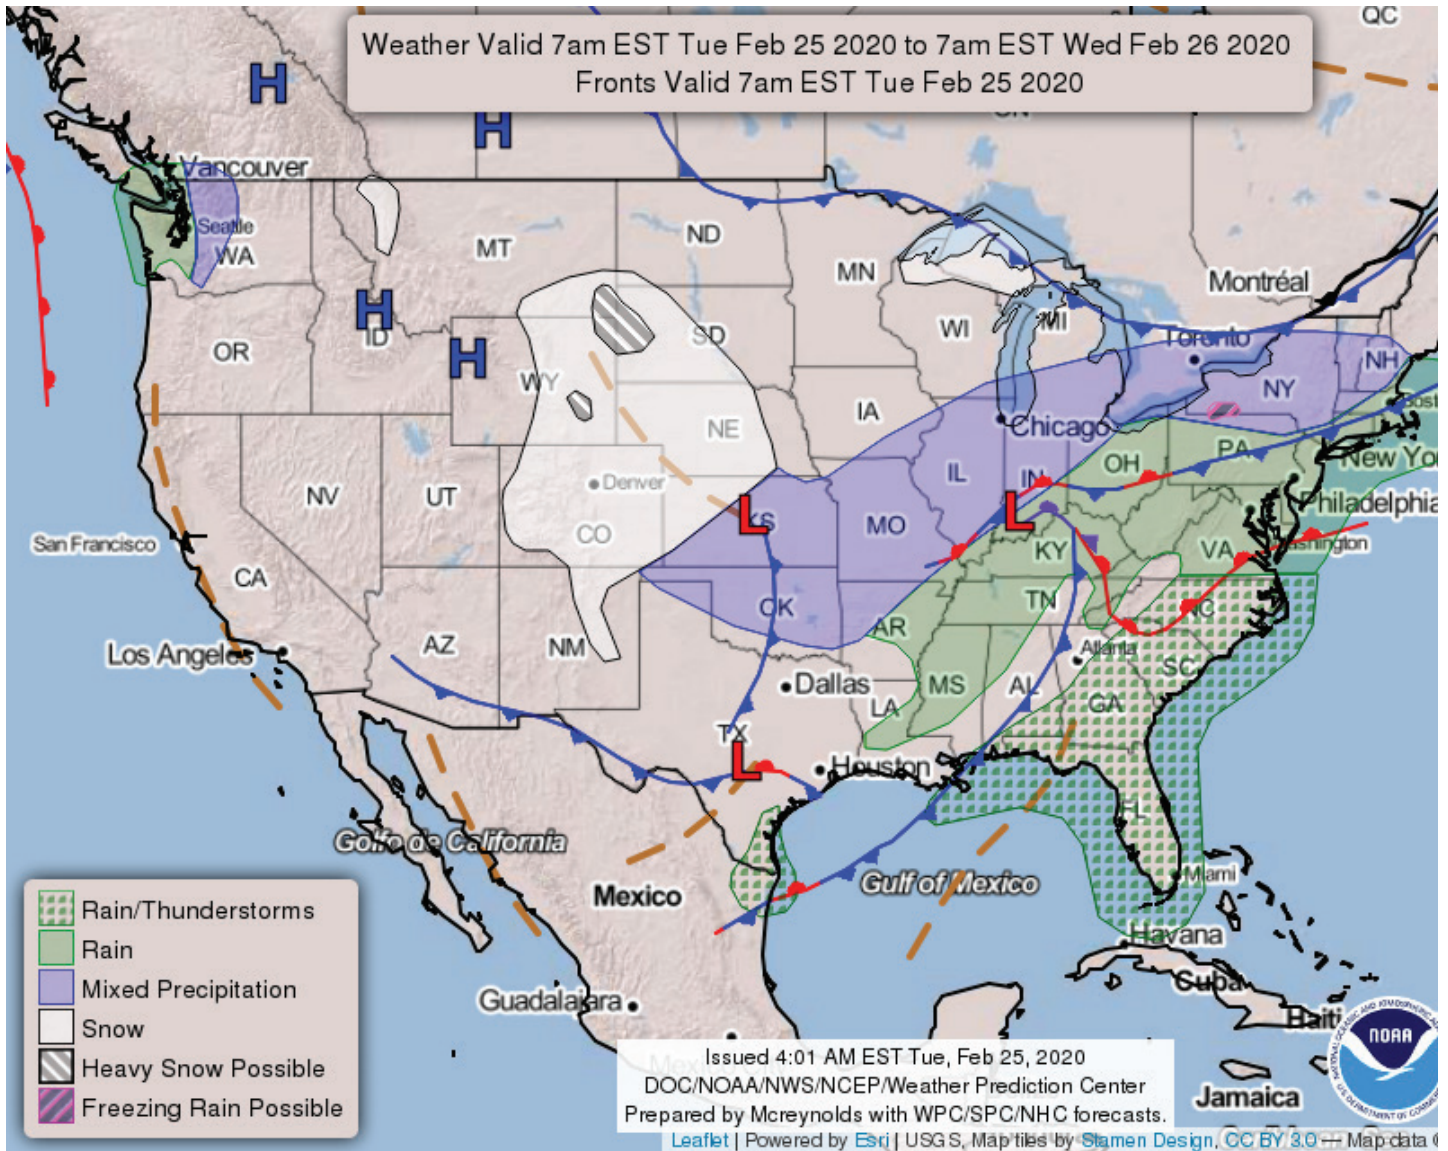 QC
Weather Valid 7am EST Tue Feb 25 2020 to 7am EST Wed Feb 26 2020
Fronts Valid 7am EST Tue Feb 25 2020
H
H
ON
Vancouver
Seattle
WA
MT
ND
MN
Montréal
H
ID
OR
H
WY
SD
WI
MI
Toronto
NH
NY
IA
NE
Chicago
Boston
NV
UT
Denver
IL
IN
OH
PA
New Yo
Philadelphia
L
KS
L
MO
CO
San Francisco
KY
VA
Washington
CA
OK
TN
NC
AR
Los Angeles
AZ
NM
Atlanta
SC
Dallas
MS
AL
GA
LA
TX
L
Houston
FL
Golfo de California
Mexico
Gulf of Mexico
Miami
Havana
Cuba
Guadalajara
Haiti
Mexico City
Jamaica
NOAA
Rain/Thunderstorms
Rain
Mixed Precipitation
Snow
Heavy Snow Possible
Freezing Rain Possible
Issued 4:01 AM EST Tue, Feb 25, 2020
DOC/NOAA/NWS/NCEP/Weather Prediction Center
Prepared by Mcreynolds with WPC/SPC/NHC forecasts.
Leaflet | Powered by Esri | USGS, Map tiles by Stamen Design, CC BY 3.0 — Map data ©